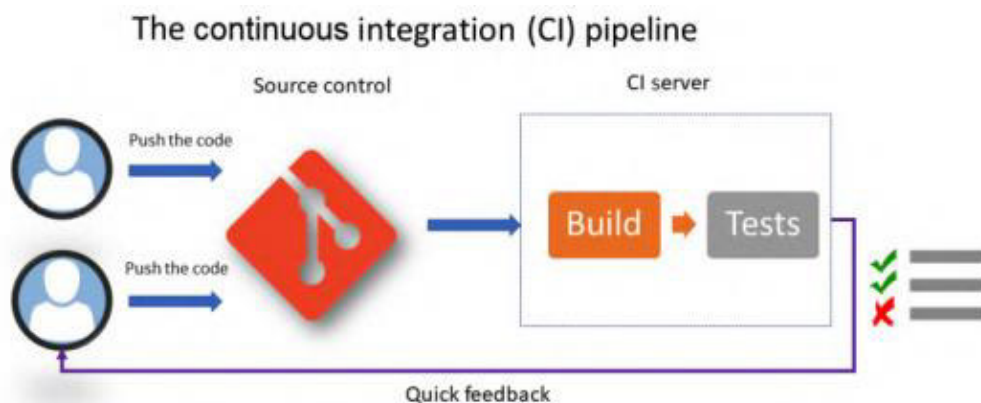 The continuous integration (CI) pipeline
Source control
CI server
Push the code
Build
Tests
Push the code
Quick feedback